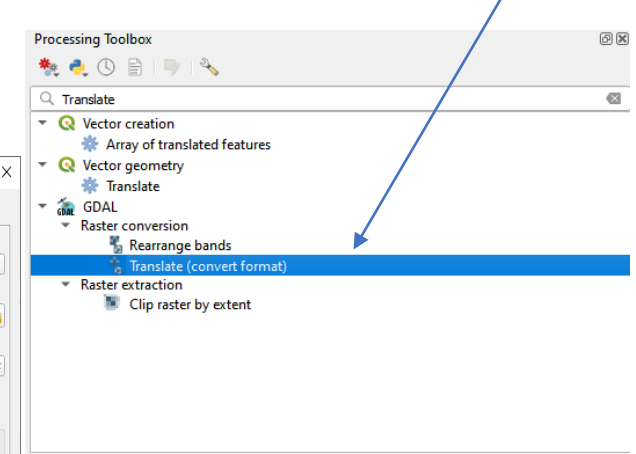 Processing Toolbox
Translate
Vector creation
Array of translated features
Vector geometry
Translate
GDAL
GDAL
Raster conversion
Rearrange bands
Translate (convert format)
Raster extraction
Clip raster by extent